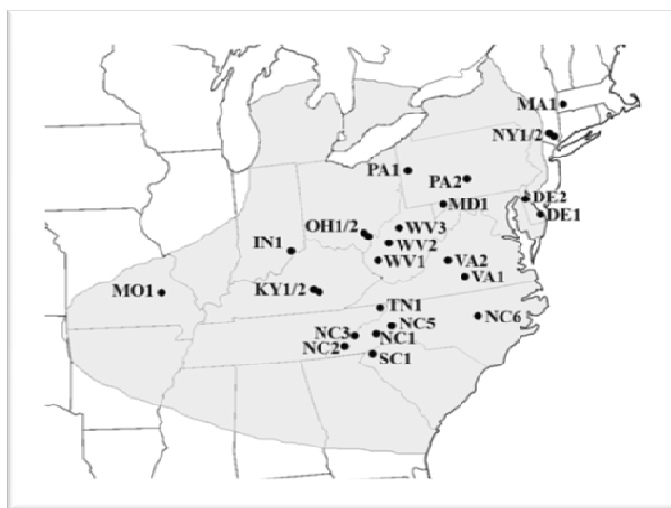 MA1
NY1/2
PA1
PA2
DE2
MD1
DE1
OH1/2
WV3
WV2
IN1
WV1
VA2
VA1
MO1
KY1/2
TN1
NC6
NC5
NC3
NC1
NC2
SC1